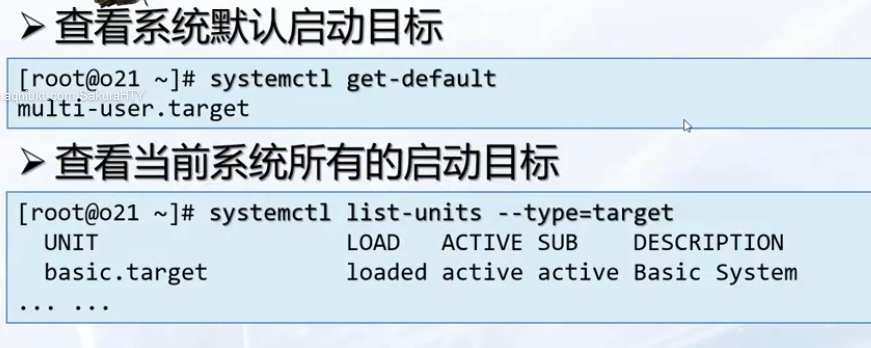 ➢ 查看系统默认启动目标
[root@o21 ~]# systemctl get-default
multi-user.target
➢ 查看当前系统所有的启动目标
[root@o21 ~]# systemctl list-units --type=target
UNIT LOAD ACTIVE SUB DESCRIPTION
basic.target loaded active active Basic System
... ...